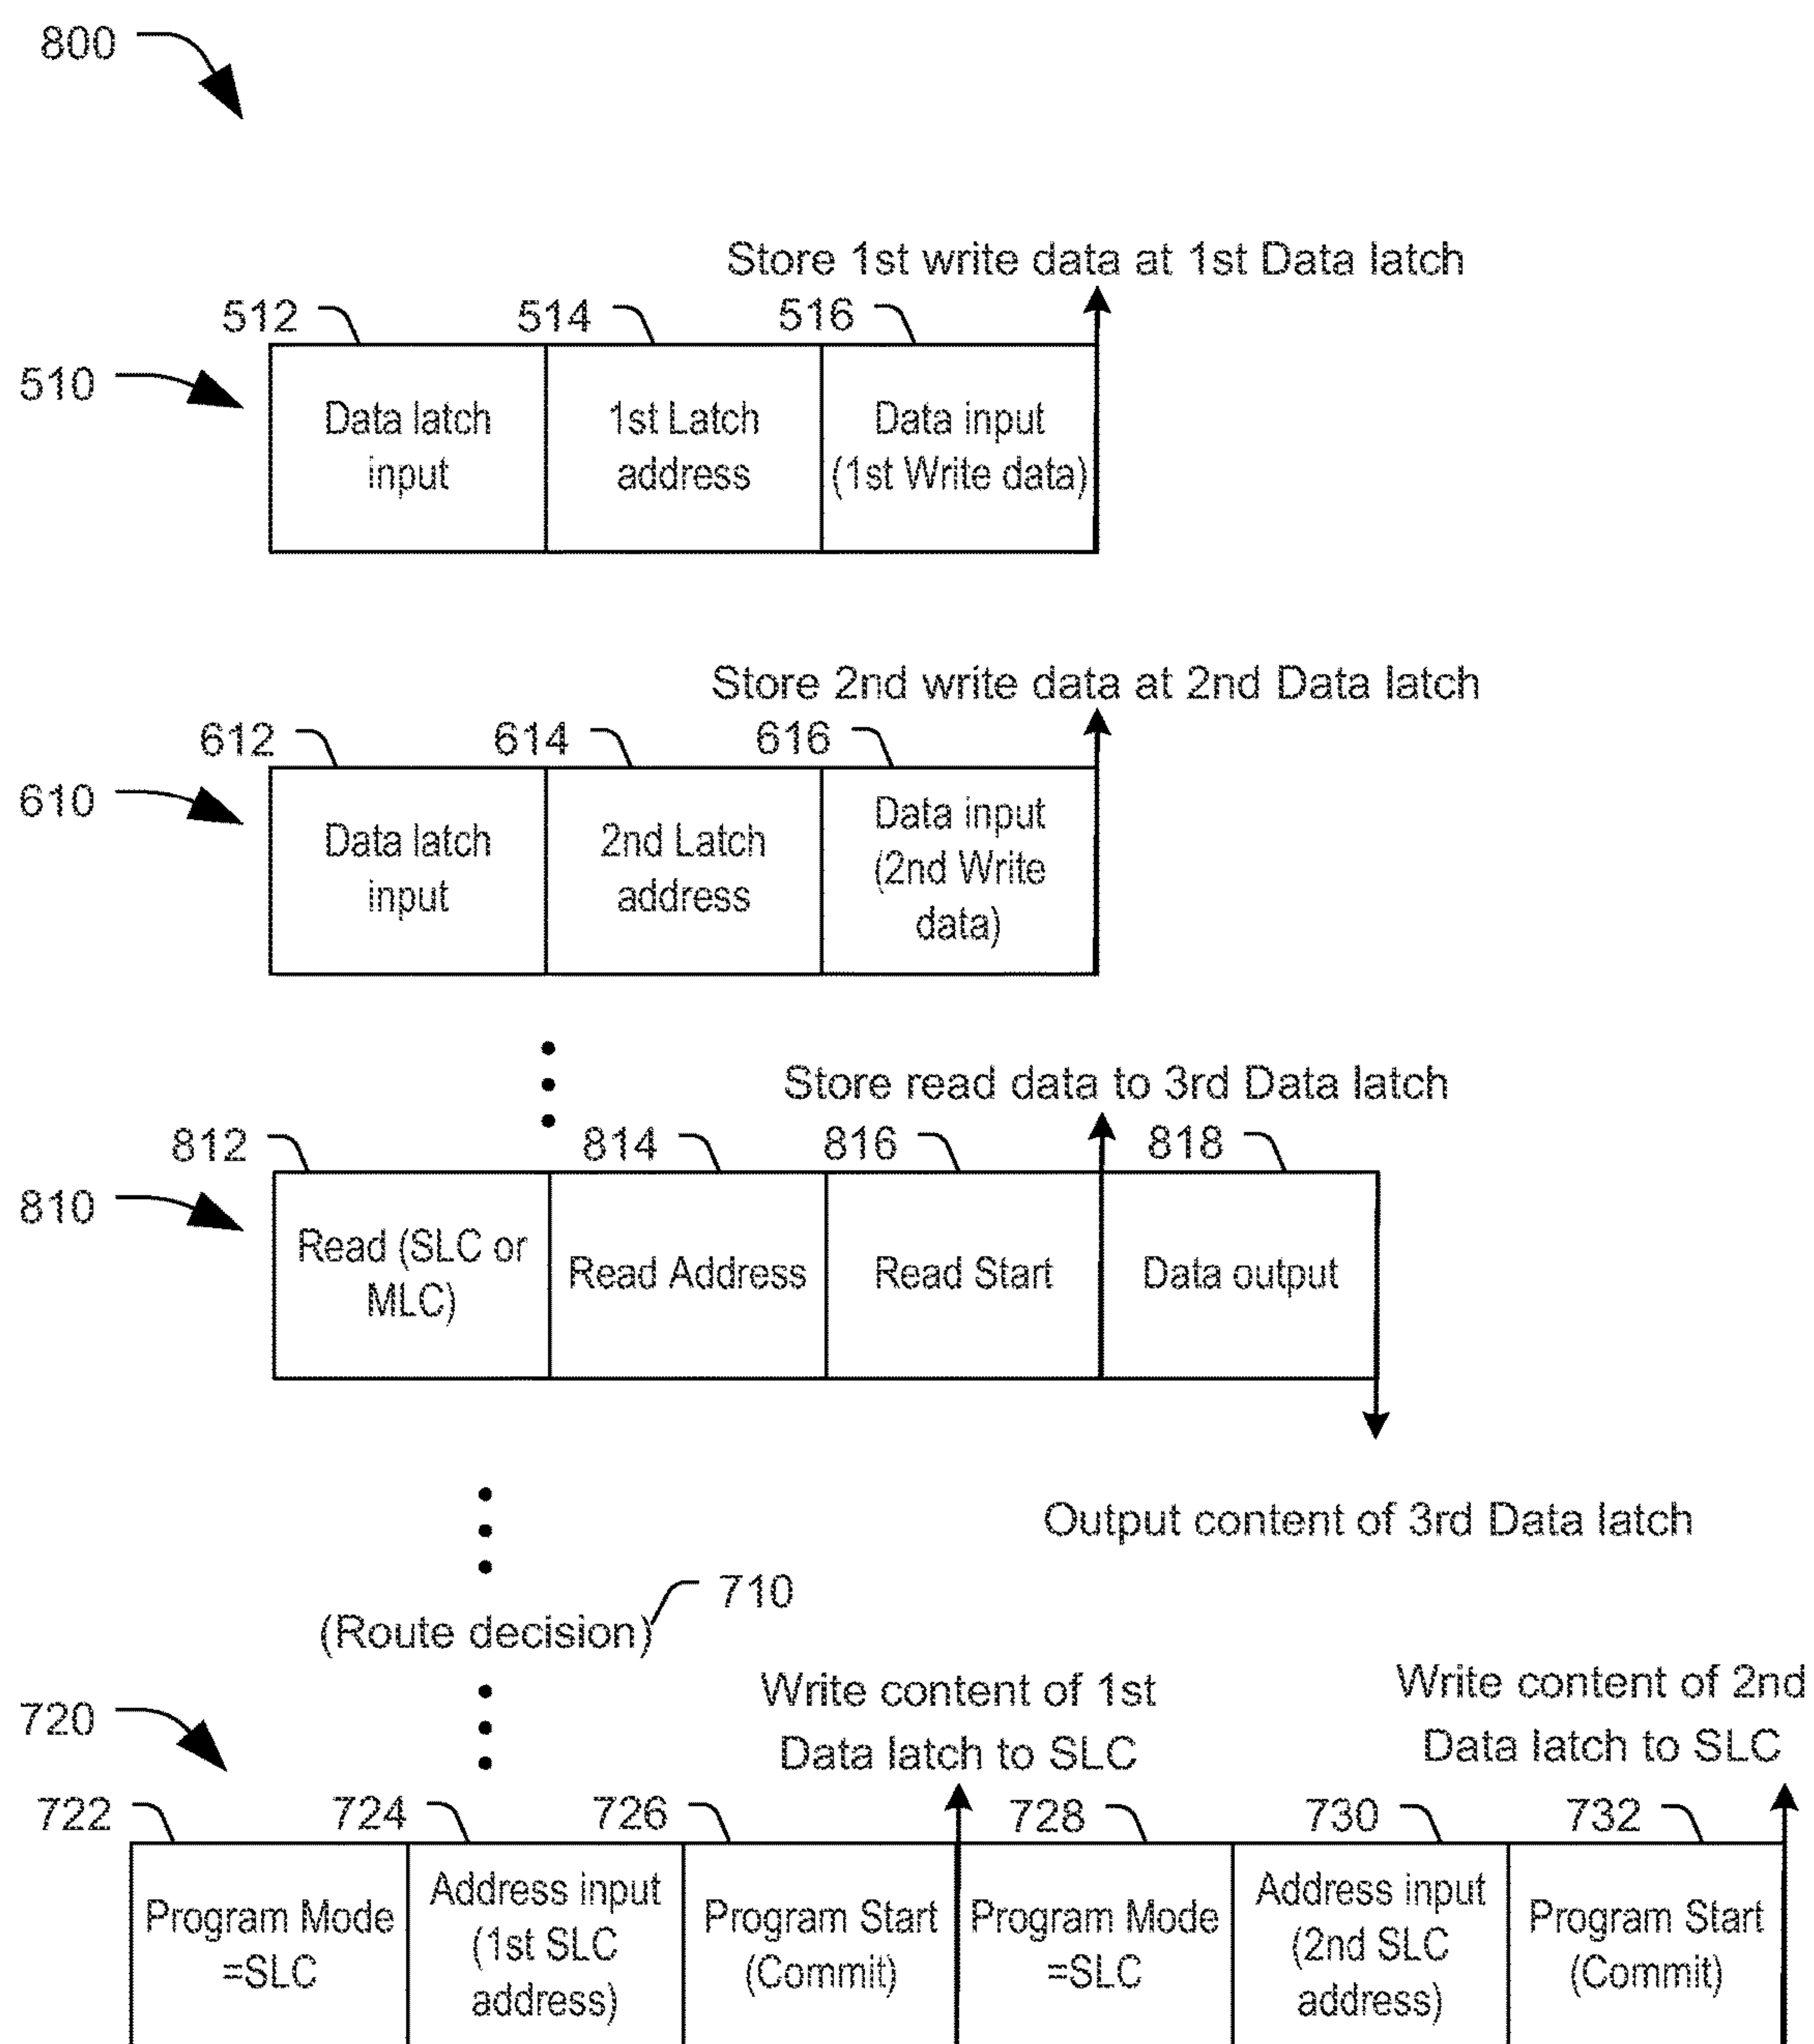 800
Store 1st write data at 1st Data latch
512 514 516
510
Data latch
input
1st Latch
address
Data input
(1st Write data)
Store 2nd write data at 2nd Data latch
612 614 616
610
Data latch
input
2nd Latch
address
Data input
(2nd Write
data)
Store read data to 3rd Data latch
812 814 816 818
810
Read (SLC or
MLC)
Read Address
Read Start
Data output
Output content of 3rd Data latch
(Route decision) 710
Write content of 1st
Data latch to SLC
Write content of 2nd
Data latch to SLC
720
722 724 726 728 730 732
Program Mode
=SLC
Address input
(1st SLC
address)
Program Start
(Commit)
Program Mode
=SLC
Address input
(2nd SLC
address)
Program Start
(Commit)